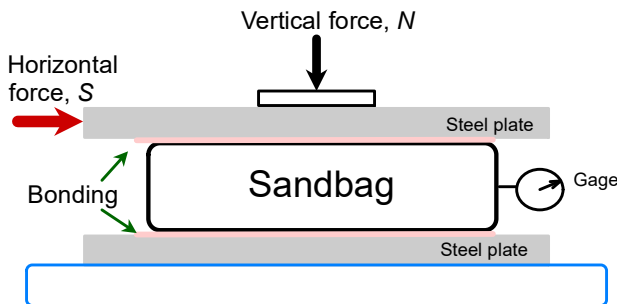 Vertical force, N
Horizontal
force, S
Steel plate
Bonding
Sandbag
Gage
Steel plate